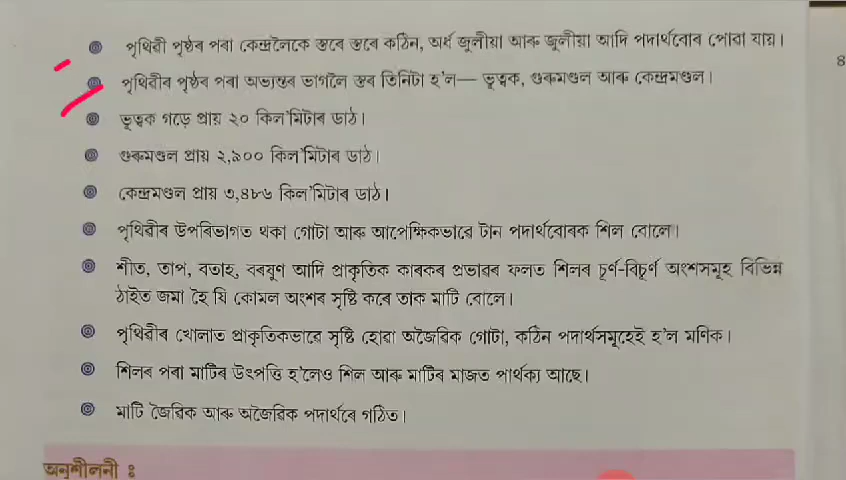 পৃথিৱী পৃষ্ঠৰ পৰা কেন্দ্ৰলৈকে স্তৰে স্তৰে কঠিন, অৰ্ধ জুলীয়া আৰু জুলীয়া আদি পদাৰ্থবোৰ পোৱা যায়।
পৃথিৱীৰ পৃষ্ঠৰ পৰা অভ্যন্তৰ ভাগলৈ স্তৰ তিনিটা হ'ল— ভূত্বক, গুৰুমণ্ডল আৰু কেন্দ্ৰমণ্ডল।
ভূত্বক গড়ে প্ৰায় ২০ কিল'মিটাৰ ডাঠ।
গুৰুমণ্ডল প্ৰায় ২,৯০০ কিল'মিটাৰ ডাঠ।
কেন্দ্ৰমণ্ডল প্ৰায় ৩,৪৮৬ কিল'মিটাৰ ডাঠ।
পৃথিৱীৰ উপৰিভাগত থকা গোটা আৰু আপেক্ষিকভাৱে টান পদাৰ্থবোৰক শিল বোলে।
শীত, তাপ, বতাহ, বৰষুণ আদি প্ৰাকৃতিক কাৰকৰ প্ৰভাৱৰ ফলত শিলৰ চূৰ্ণ-বিচূৰ্ণ অংশসমূহ বিভিন্ন
ঠাইত জমা হৈ যি কোমল অংশৰ সৃষ্টি কৰে তাক মাটি বোলে।
পৃথিৱীৰ খোলাত প্ৰাকৃতিকভাৱে সৃষ্টি হোৱা অজৈৱিক গোটা, কঠিন পদাৰ্থসমূহেই হ'ল মণিক।
শিলৰ পৰা মাটিৰ উৎপত্তি হ'লেও শিল আৰু মাটিৰ মাজত পাৰ্থক্য আছে।
মাটি জৈৱিক আৰু অজৈৱিক পদাৰ্থৰে গঠিত।
অনুশীলনী ঃ